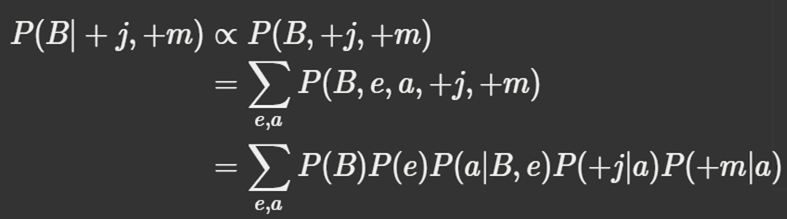 P(B| + j, +m) ∝ P(B, +j, +m)
= ∑_{e,a} P(B, e, a, +j, +m)
= ∑_{e,a} P(B)P(e)P(a|B, e)P(+j|a)P(+m|a)